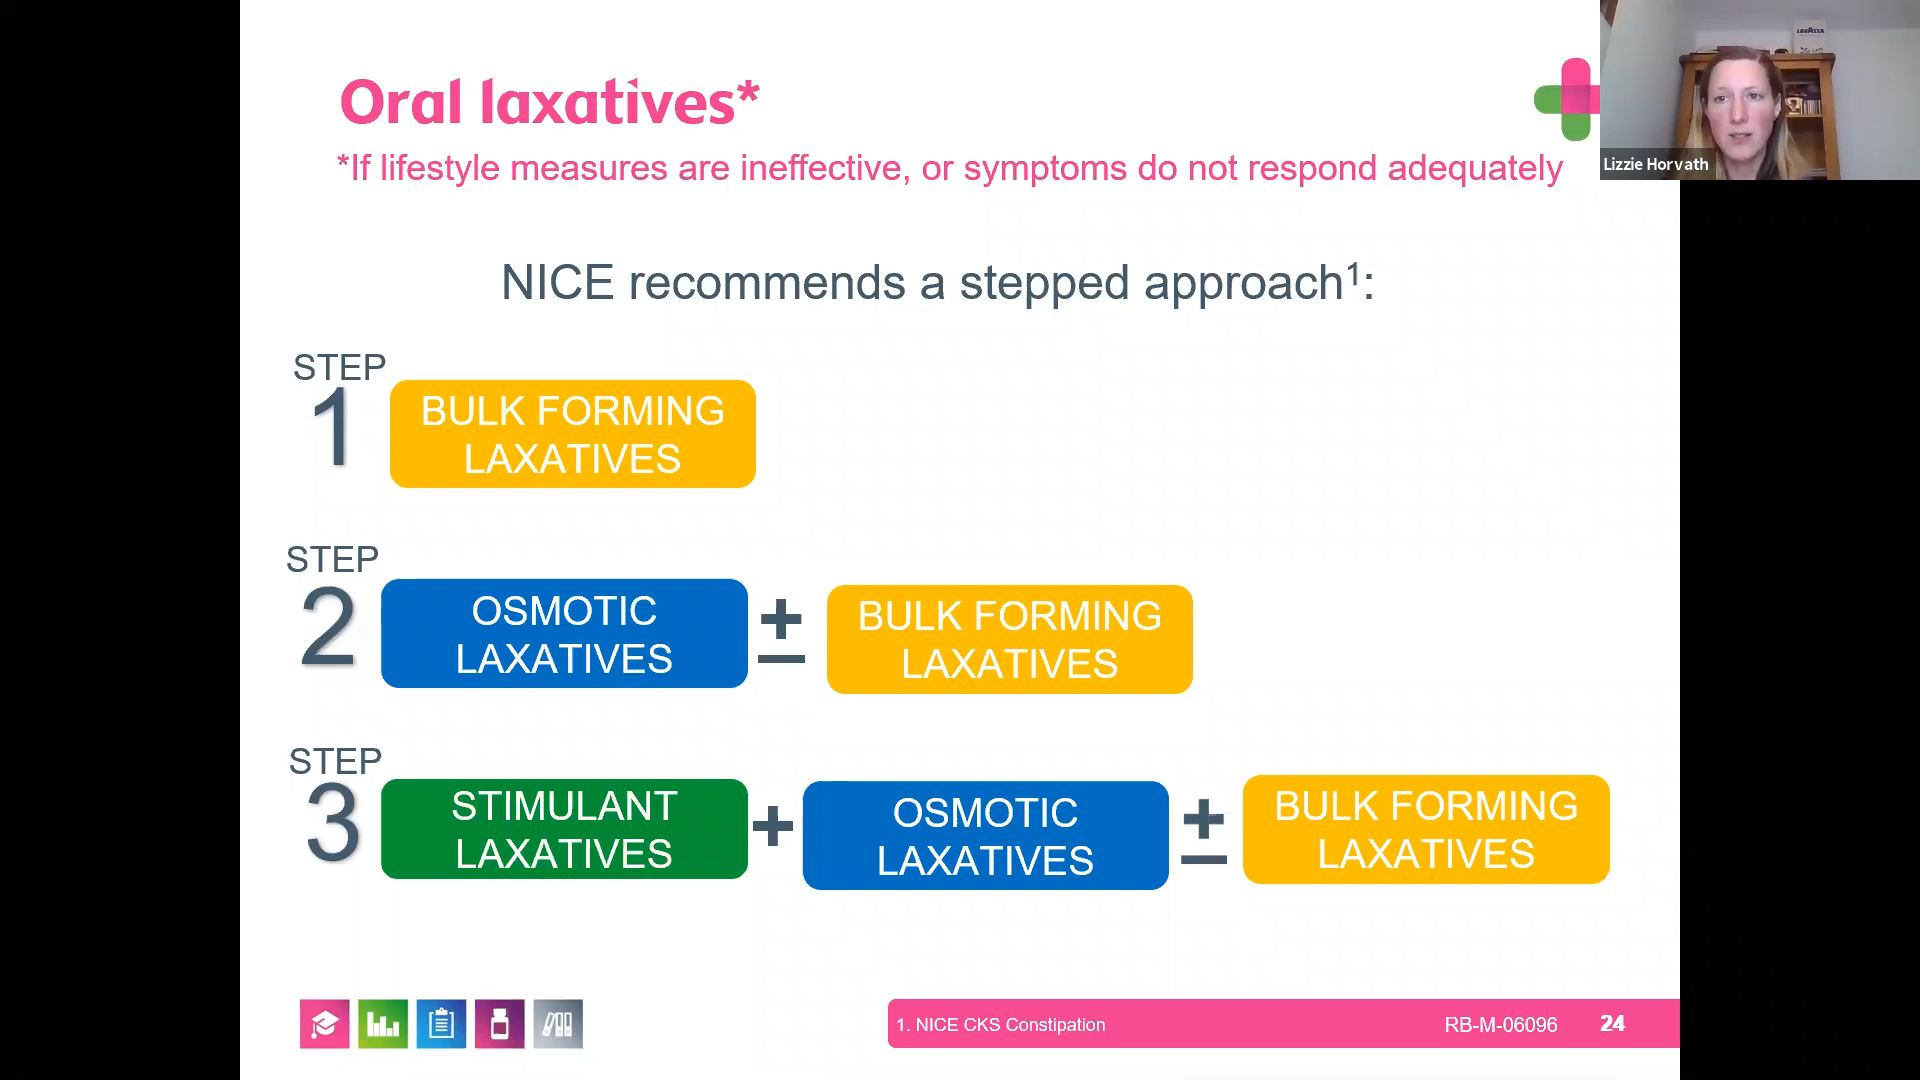 Oral laxatives*
*If lifestyle measures are ineffective, or symptoms do not respond adequately
LAVAZZA
Lizzie Horvath
NICE recommends a stepped approach¹:
STEP
1
BULK FORMING
LAXATIVES
STEP
2
OSMOTIC
LAXATIVES
±
BULK FORMING
LAXATIVES
STEP
3
STIMULANT
LAXATIVES
+
OSMOTIC
LAXATIVES
±
BULK FORMING
LAXATIVES
1. NICE CKS Constipation
RB-M-06096
24